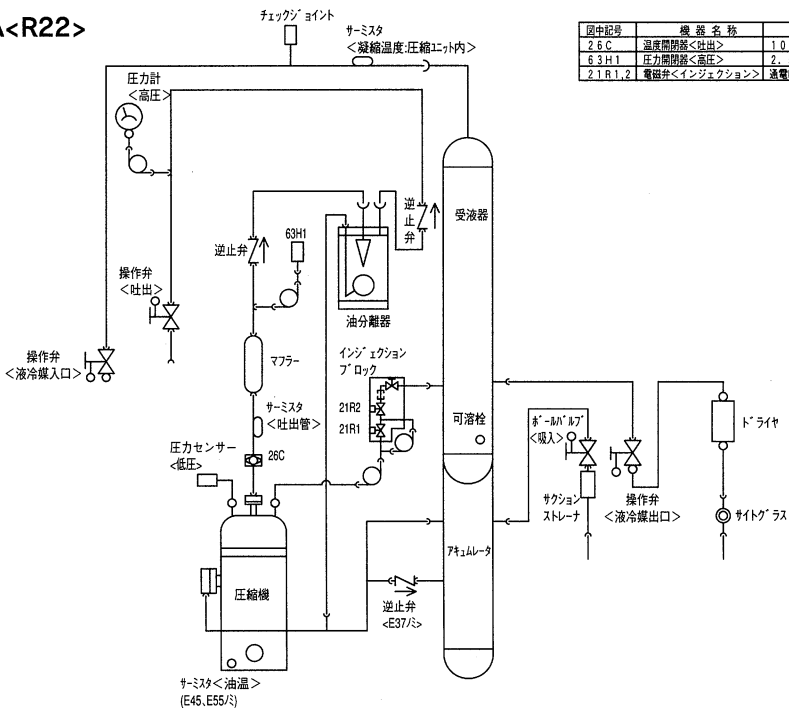 A<R22>
チェックジョイント
サーミスタ
<凝縮温度:圧縮ユニット内>
図中記号 機器名称
26C 温度開閉器<吐出> 10
63H1 圧力開閉器<高圧> 2.
21R1,2 電磁弁<インジェクション> 通電
圧力計
<高圧>
逆止弁
63H1
逆止弁
受液器
操作弁
<吐出>
油分離器
操作弁
<液冷媒入口>
マフラー
インジェクション
ブロック
21R2
21R1
サーミスタ
<吐出管>
可溶栓
ボールバルブ
<吸入>
ドライヤ
圧力センサー
<低圧>
26C
サクション
ストレーナ
操作弁
<液冷媒出口>
サイトグラス
アキュムレータ
圧縮機
逆止弁
<E37ノミ>
サーミスタ<油温>
(E45、E55ノミ)